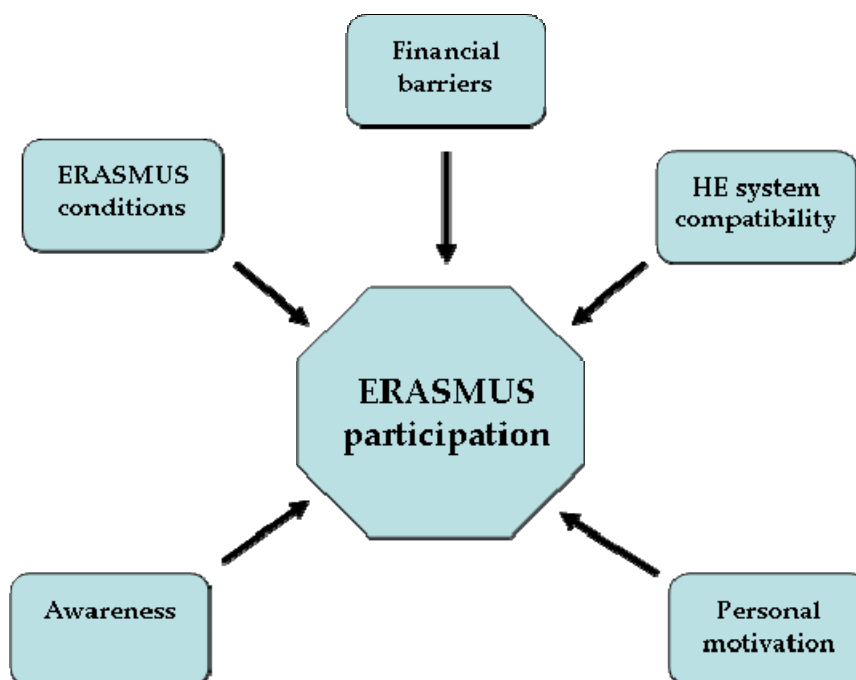 Financial
barriers
ERASMUS
conditions
HE system
compatibility
ERASMUS
participation
Awareness
Personal
motivation